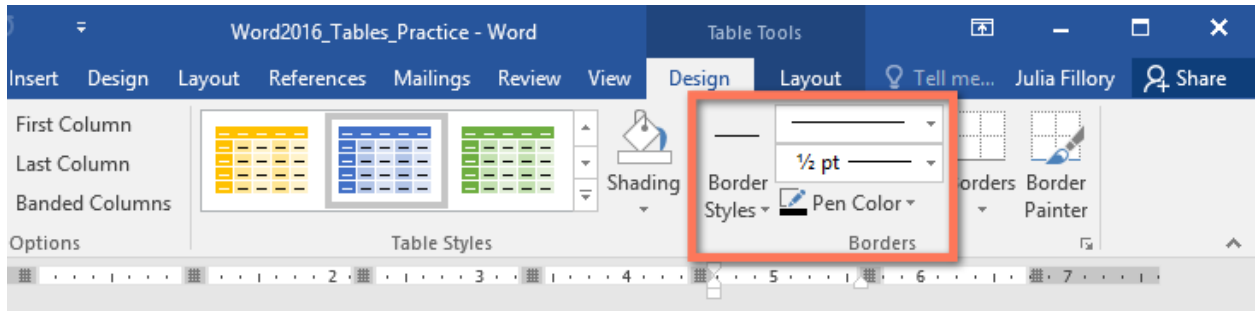 Word2016_Tables_Practice - Word
Table Tools
Insert Design Layout References Mailings Review View Design Layout Tell me... Julia Fillory Share
First Column
Last Column
Banded Columns
Options
Table Styles
Shading
Border
Styles
½ pt
Pen Color
Borders
Border
Painter
Borders
2 3 4 5 6 7